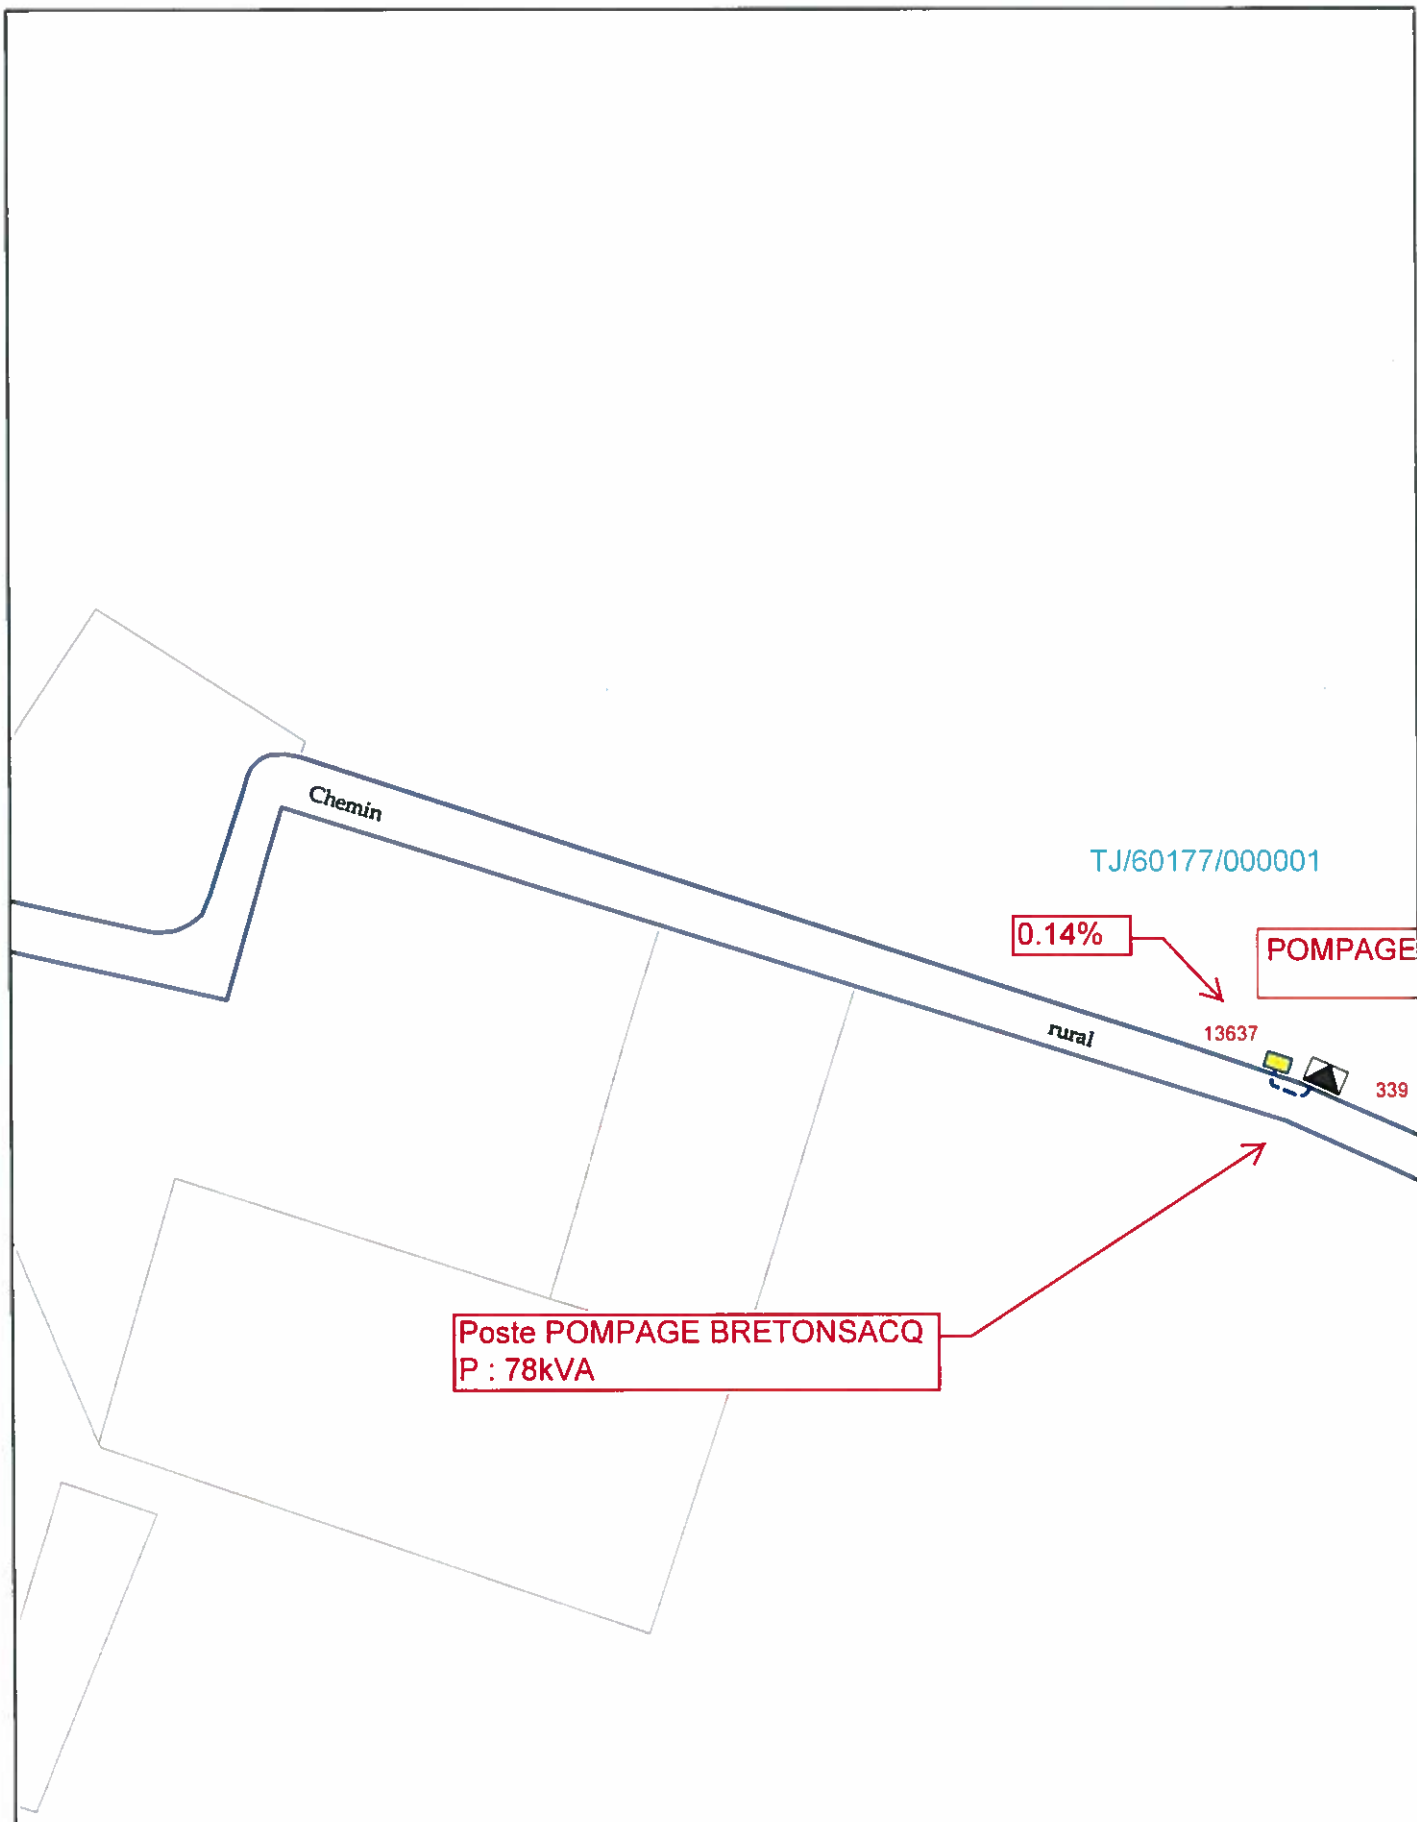 Chemin
TJ/60177/000001
0.14%
POMPAGE
13637
rural
339
Poste POMPAGE BRETONSACQ
P : 78kVA